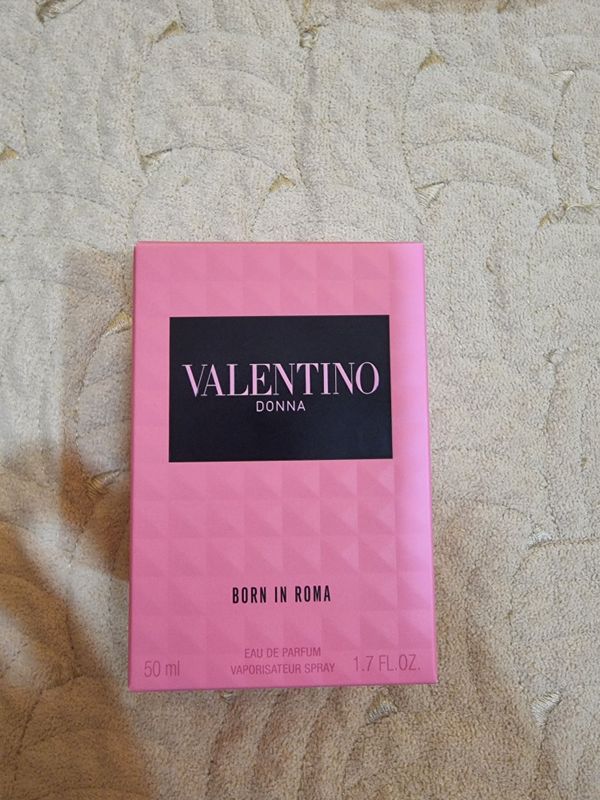 VALENTINO
DONNA
BORN IN ROMA
EAU DE PARFUM
50 ml VAPORISATEUR SPRAY 1.7 FL.OZ.